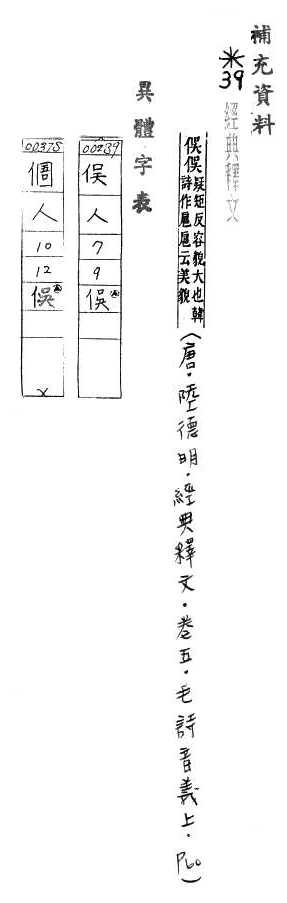 補充資料
*39 經典釋文
俁俁疑矩反容貌大也韓
詩作扈扈云美貌
(唐．陸德明．經典釋文．卷五．毛詩音義上．P60)
異體字表
00239
俁
人
7
9
俁
00375
個
人
10
12
俁